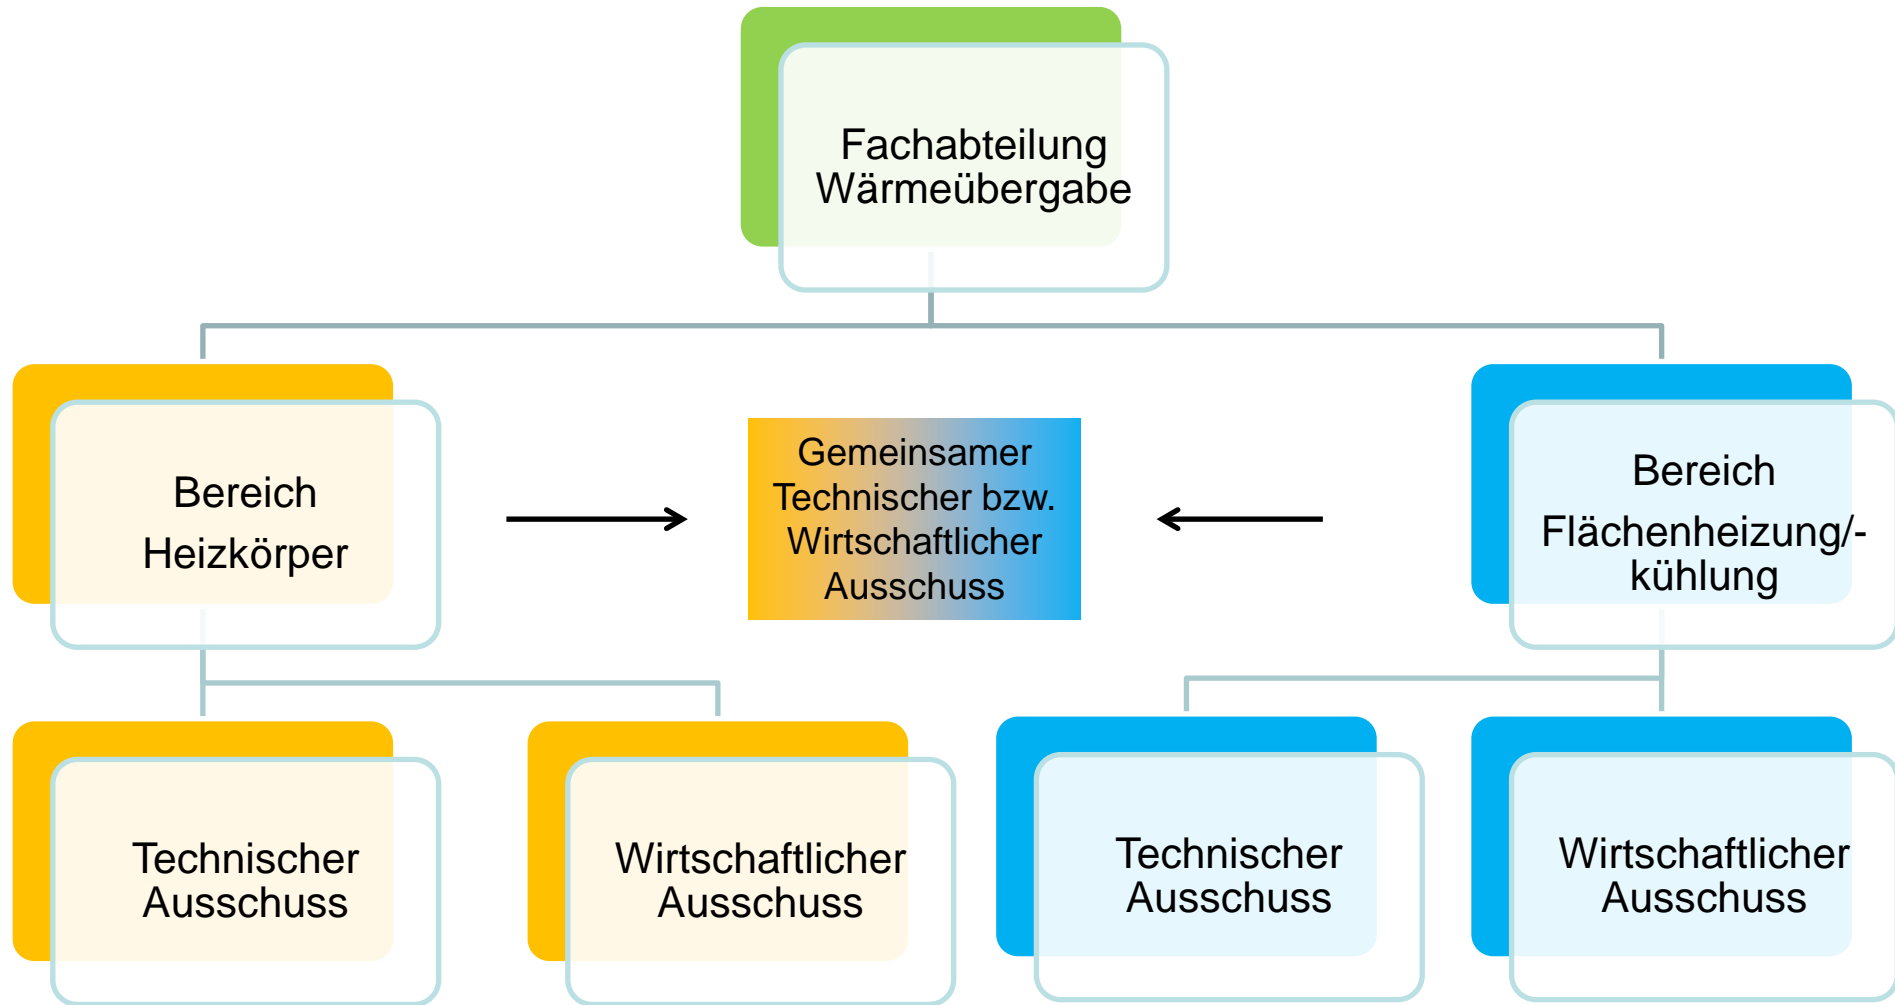 Fachabteilung
Wärmeübergabe
Bereich
Heizkörper
Gemeinsamer
Technischer bzw.
Wirtschaftlicher
Ausschuss
Bereich
Flächenheizung/-
kühlung
Technischer
Ausschuss
Wirtschaftlicher
Ausschuss
Technischer
Ausschuss
Wirtschaftlicher
Ausschuss